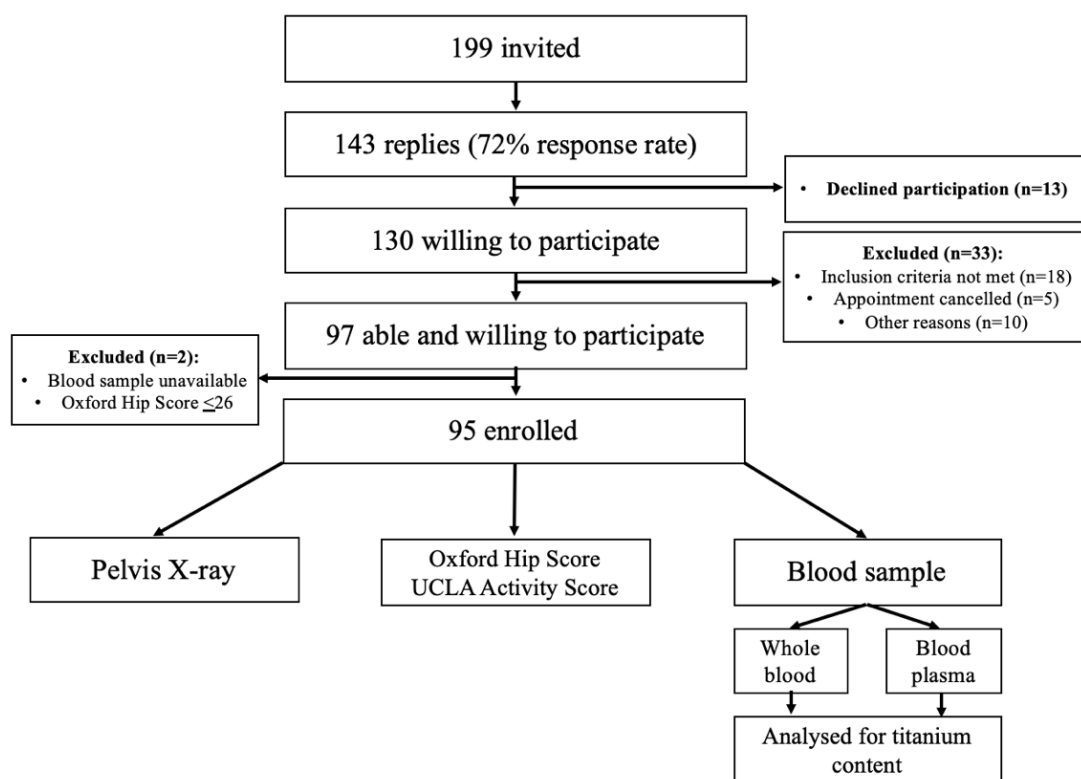 199 invited
143 replies (72% response rate)
• Declined participation (n=13)
130 willing to participate
Excluded (n=33):
• Inclusion criteria not met (n=18)
• Appointment cancelled (n=5)
• Other reasons (n=10)
97 able and willing to participate
Excluded (n=2):
• Blood sample unavailable
• Oxford Hip Score ≤26
95 enrolled
Pelvis X-ray
Oxford Hip Score
UCLA Activity Score
Blood sample
Whole
blood
Blood
plasma
Analysed for titanium
content